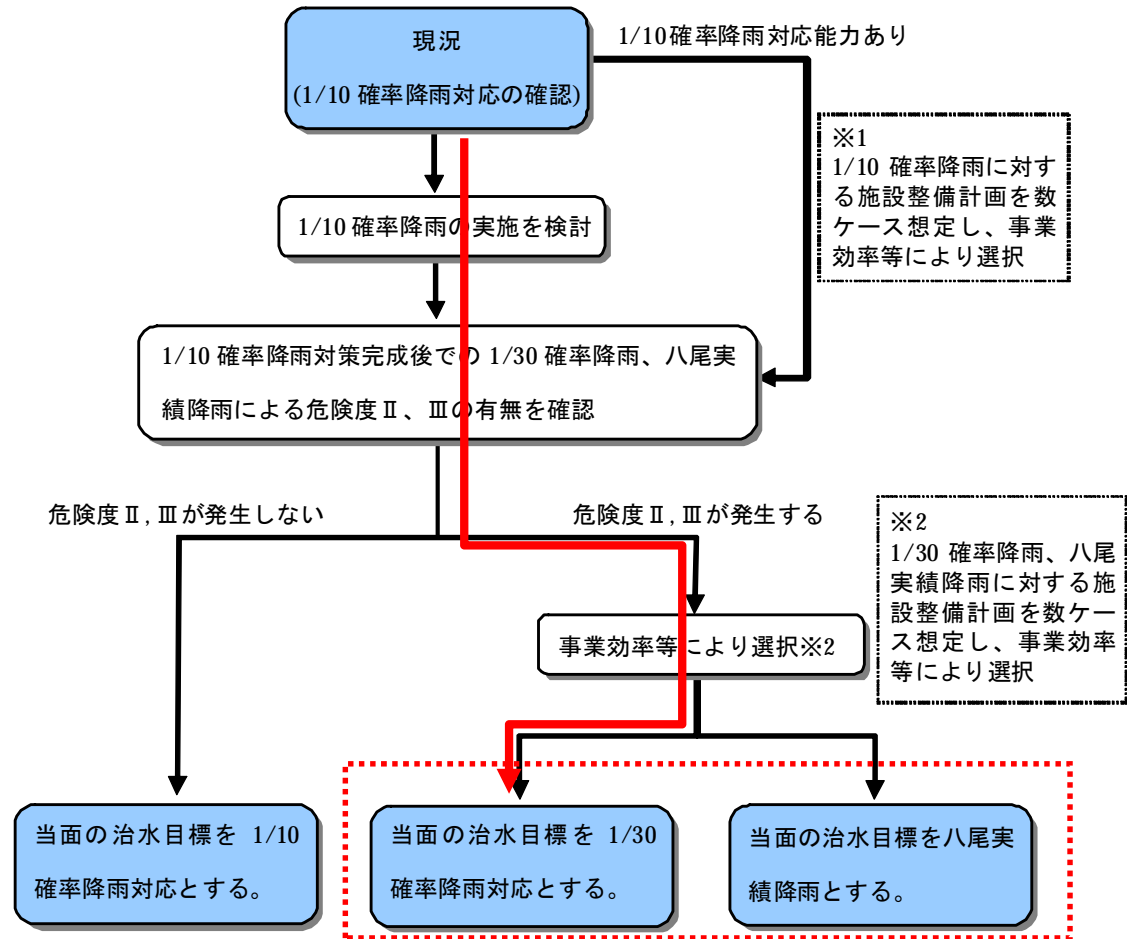 現況
(1/10 確率降雨対応の確認)
1/10確率降雨対応能力あり
※1
1/10 確率降雨に対す
る施設整備計画を数
ケース想定し、事業
効率等により選択
1/10 確率降雨の実施を検討
1/10 確率降雨対策完成後での 1/30 確率降雨、八尾実
績降雨による危険度Ⅱ、Ⅲの有無を確認
危険度Ⅱ,Ⅲが発生しない
危険度Ⅱ,Ⅲが発生する
※2
1/30 確率降雨、八尾
実績降雨に対する施
設整備計画を数ケー
ス想定し、事業効率
等により選択
事業効率等により選択※2
当面の治水目標を 1/10
確率降雨対応とする。
当面の治水目標を 1/30
確率降雨対応とする。
当面の治水目標を八尾実
績降雨とする。